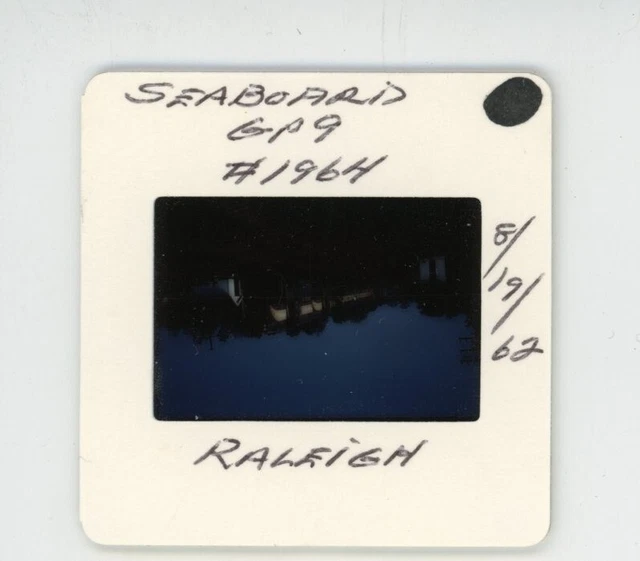 SEABOARD
GP9
#1964
8/
19/
62
RALEIGH